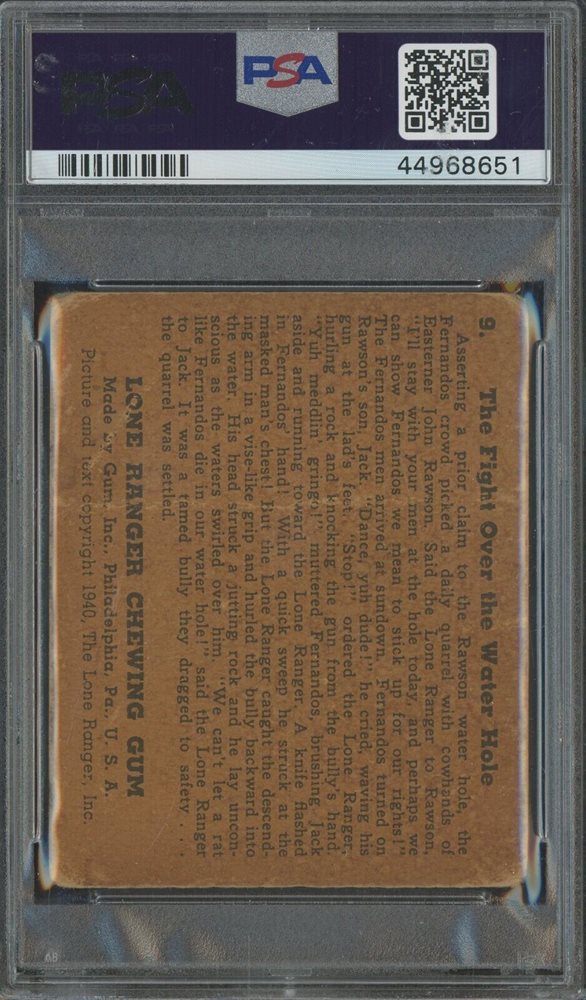 PSA
PSA
44968651
9. The Fight Over the Water Hole
Asserting a prior claim to the Rawson water hole, the
Fernandos crowd picked a daily quarrel with cowhands of
Easterner John Rawson. Said the Lone Ranger to Rawson,
"I'll stay with your men at the hole today, and perhaps we
can show Fernandos we mean to stick up for our rights!"
The Fernandos men arrived at sundown. Fernandos turned on
Rawson's son, Jack. "Dance, yuh dude!" he cried, waving his
gun at the lad's feet. "Stop!" ordered the Lone Ranger,
hurling a rock and knocking the gun from the bully's hand.
"Yuh meddlin' gringo!" muttered Fernandos, brushing Jack
aside and running toward the Lone Ranger. A knife flashed
in Fernandos' hand! With a quick sweep he struck at the
masked man's chest! But the Lone Ranger caught the descend-
ing arm in a vise-like grip and hurled the bully backward into
the water. His head struck a jutting rock and he lay uncon-
scious as the waters swirled over him. "We can't let a rat
like Fernandos die in our water hole!" said the Lone Ranger
to Jack. It was a tamed bully they dragged to safety . . .
the quarrel was settled.
LONE RANGER CHEWING GUM
Made by Gum, Inc., Philadelphia, Pa., U. S. A.
Picture and text copyright 1940, The Lone Ranger, Inc.